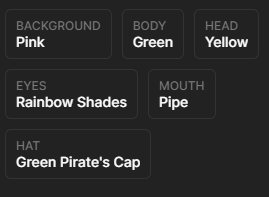 BACKGROUND
Pink
BODY
Green
HEAD
Yellow
EYES
Rainbow Shades
MOUTH
Pipe
HAT
Green Pirate's Cap